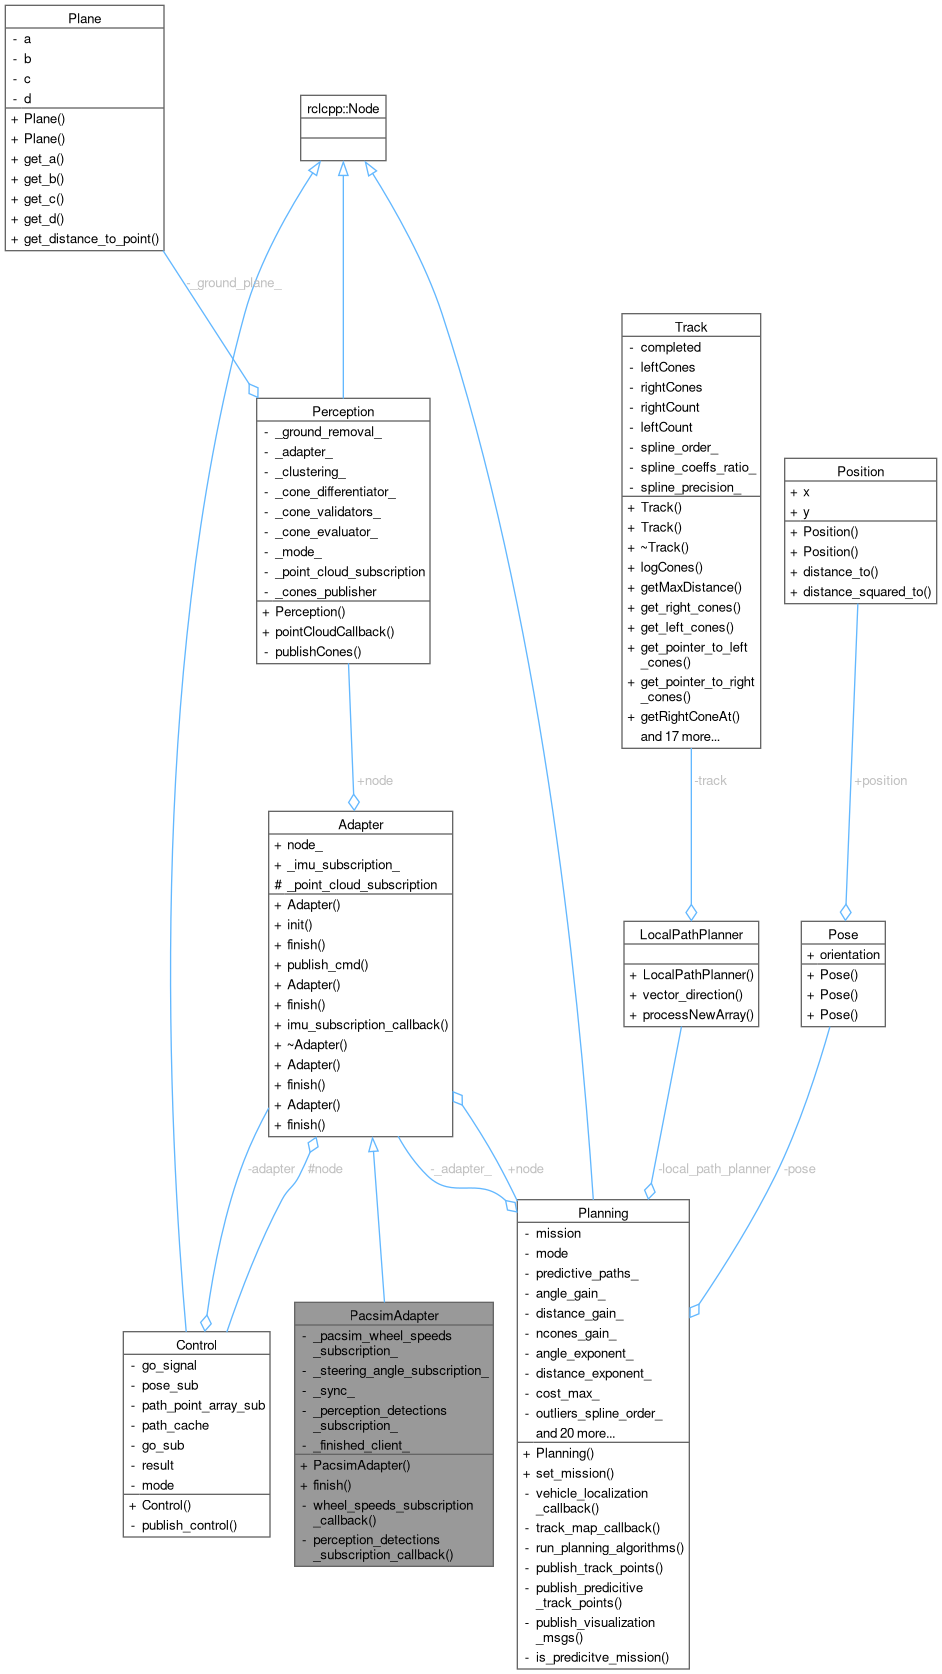 Plane
- a
- b
- c
- d
+ Plane()
+ Plane()
+ get_a()
+ get_b()
+ get_c()
+ get_d()
+ get_distance_to_point()
rclcpp::Node
-_ground_plane_
Perception
- _ground_removal_
- _adapter_
- _clustering_
- _cone_differentiator_
- _cone_validators_
- _cone_evaluator_
- _mode_
- _point_cloud_subscription
- _cones_publisher
+ Perception()
+ pointCloudCallback()
- publishCones()
Track
- completed
- leftCones
- rightCones
- rightCount
- leftCount
- spline_order_
- spline_coeffs_ratio_
- spline_precision_
+ Track()
+ Track()
+ ~Track()
+ logCones()
+ getMaxDistance()
+ get_right_cones()
+ get_left_cones()
+ get_pointer_to_left
_cones()
+ get_pointer_to_right
_cones()
+ getRightConeAt()
and 17 more...
Position
+ x
+ y
+ Position()
+ Position()
+ distance_to()
+ distance_squared_to()
+node
-track
+position
Adapter
+ node_
+ _imu_subscription_
# _point_cloud_subscription
+ Adapter()
+ init()
+ finish()
+ publish_cmd()
+ Adapter()
+ finish()
+ imu_subscription_callback()
+ ~Adapter()
+ Adapter()
+ finish()
+ Adapter()
+ finish()
LocalPathPlanner
+ LocalPathPlanner()
+ vector_direction()
+ processNewArray()
Pose
+ orientation
+ Pose()
+ Pose()
+ Pose()
-adapter
#node
-_adapter_
+node
-local_path_planner
-pose
Control
- go_signal
- pose_sub
- path_point_array_sub
- path_cache
- go_sub
- result
- mode
+ Control()
- publish_control()
PacsimAdapter
- _pacsim_wheel_speeds
_subscription_
- _steering_angle_subscription_
- _sync_
- _perception_detections
_subscription_
- _finished_client_
+ PacsimAdapter()
+ finish()
- wheel_speeds_subscription
_callback()
- perception_detections
_subscription_callback()
Planning
- mission
- mode
- predictive_paths_
- angle_gain_
- distance_gain_
- ncones_gain_
- angle_exponent_
- distance_exponent_
- cost_max_
- outliers_spline_order_
and 20 more...
+ Planning()
+ set_mission()
- vehicle_localization
_callback()
- track_map_callback()
- run_planning_algorithms()
- publish_track_points()
- publish_predicitive
_track_points()
- publish_visualization
_msgs()
- is_predicitve_mission()